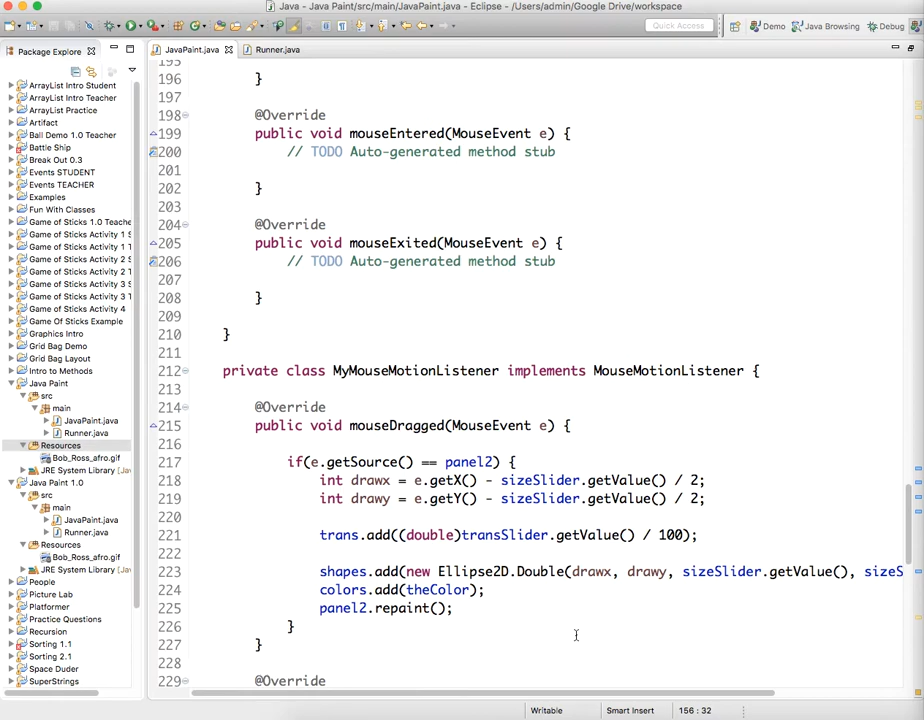 Java - Java Paint/src/main/JavaPaint.java - Eclipse - /Users/admin/Google Drive/workspace
Quick Access
Demo
Java Browsing
Debug
Package Explorer
JavaPaint.java
Runner.java
ArrayList Intro Student
ArrayList Intro Teacher
ArrayList Practice
Artifact
Ball Demo 1.0 Teacher
Battle Ship
Break Out 0.3
Events STUDENT
Events TEACHER
Examples
Fun With Classes
Game of Sticks 1.0 Teache
Game of Sticks Activity 1 S
Game of Sticks Activity 1 T
Game of Sticks Activity 2 S
Game of Sticks Activity 2 T
Game of Sticks Activity 3 S
Game of Sticks Activity 3 T
Game of Sticks Activity 4
Game Of Sticks Example
Graphics Intro
Grid Bag Demo
Grid Bag Layout
Intro to Methods
Java Paint
src
main
JavaPaint.java
Runner.java
Resources
Bob_Ross_afro.gif
JRE System Library [Jav
Java Paint 1.0
src
main
JavaPaint.java
Runner.java
Resources
Bob_Ross_afro.gif
JRE System Library [Jav
People
Picture Lab
Platformer
Practice Questions
Recursion
Sorting 1.1
Sorting 2.1
Space Duder
SuperStrings
195
196 }
197
198 @Override
199 public void mouseEntered(MouseEvent e) {
200 // TODO Auto-generated method stub
201
202 }
203
204 @Override
205 public void mouseExited(MouseEvent e) {
206 // TODO Auto-generated method stub
207
208 }
209
210 }
211
212 private class MyMouseMotionListener implements MouseMotionListener {
213
214 @Override
215 public void mouseDragged(MouseEvent e) {
216
217 if(e.getSource() == panel2) {
218 int drawx = e.getX() - sizeSlider.getValue() / 2;
219 int drawy = e.getY() - sizeSlider.getValue() / 2;
220
221 trans.add((double)transSlider.getValue() / 100);
222
223 shapes.add(new Ellipse2D.Double(drawx, drawy, sizeSlider.getValue(), sizeS
224 colors.add(theColor);
225 panel2.repaint();
226 }
227 }
228
229 @Override
Writable
Smart Insert
156 : 32